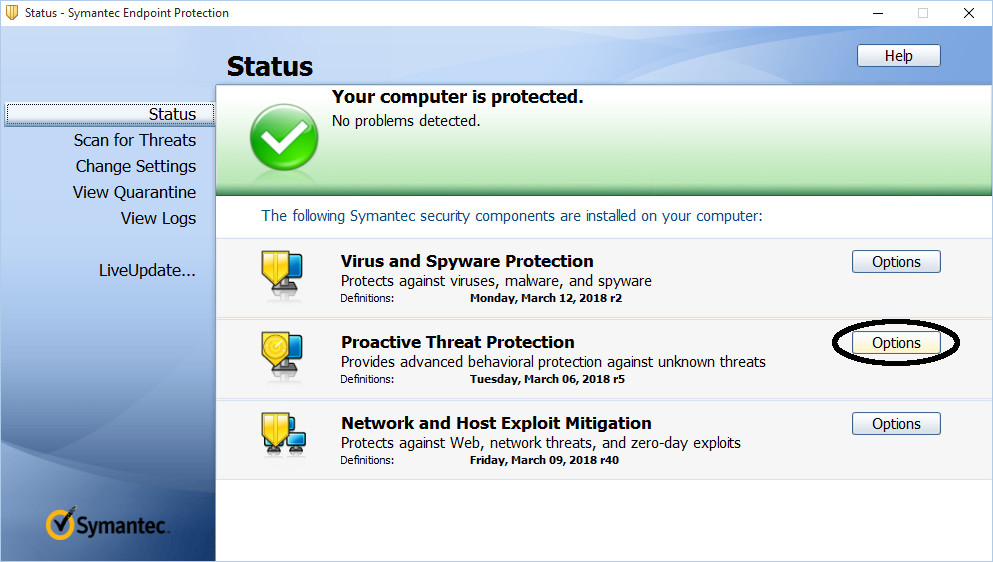 Status - Symantec Endpoint Protection
Status
Help
Status
Scan for Threats
Change Settings
View Quarantine
View Logs
LiveUpdate...
Your computer is protected.
No problems detected.
The following Symantec security components are installed on your computer:
Virus and Spyware Protection
Options
Protects against viruses, malware, and spyware
Definitions: Monday, March 12, 2018 r2
Proactive Threat Protection
Options
Provides advanced behavioral protection against unknown threats
Definitions: Tuesday, March 06, 2018 r5
Network and Host Exploit Mitigation
Options
Protects against Web, network threats, and zero-day exploits
Definitions: Friday, March 09, 2018 r40
Symantec.